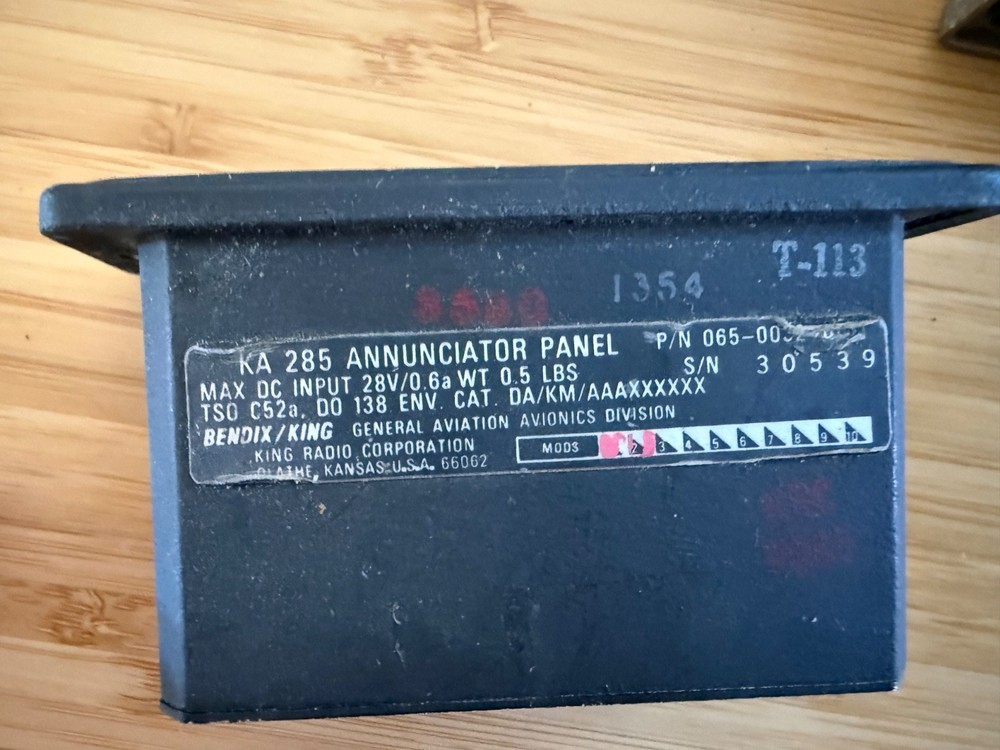 T-113
1354
KA 285 ANNUNCIATOR PANEL P/N
MAX DC INPUT 28V/0.6a WT 0.5 LBS S/N 30539
TSO C52a, DO 138 ENV. CAT. DA/KM/AAAXXXXXX
BENDIX/KING GENERAL AVIATION AVIONICS DIVISION
KING RADIO CORPORATION
OLATHE, KANSAS U.S.A. 66062
MODS 2 3 4 5 6 7 8 9 10